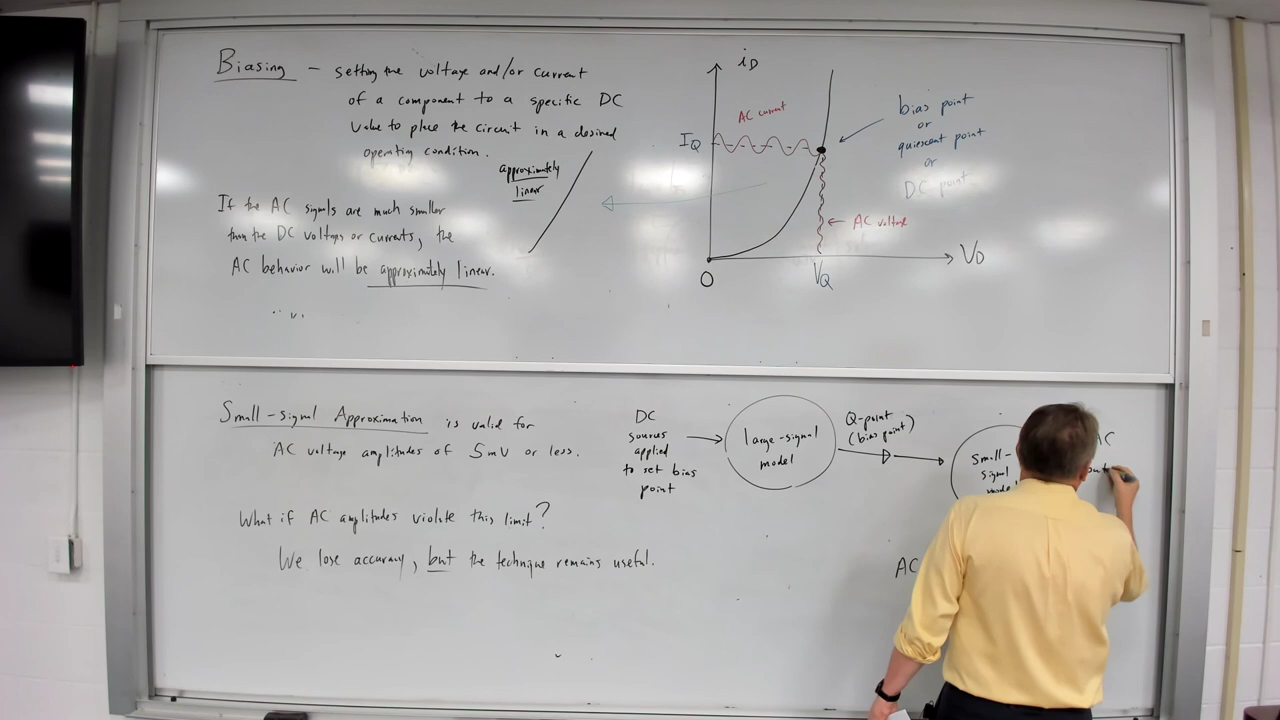 Biasing – setting the voltage and/or current
of a component to a specific DC
value to place the circuit in a desired
operating condition.
approximately
linear
If the AC signals are much smaller
than the DC voltages or currents, the
AC behavior will be approximately linear.
iD
AC current
IQ
bias point
or
quiescent point
or
DC point
AC voltage
VD
O
VQ
Small-signal Approximation is valid for
AC voltage amplitudes of 5mV or less.
What if AC amplitudes violate this limit?
We lose accuracy, but the technique remains useful.
DC
sources
applied
to set bias
point
large-signal
model
Q-point
(bias point)
Small-
signal
AC
AC